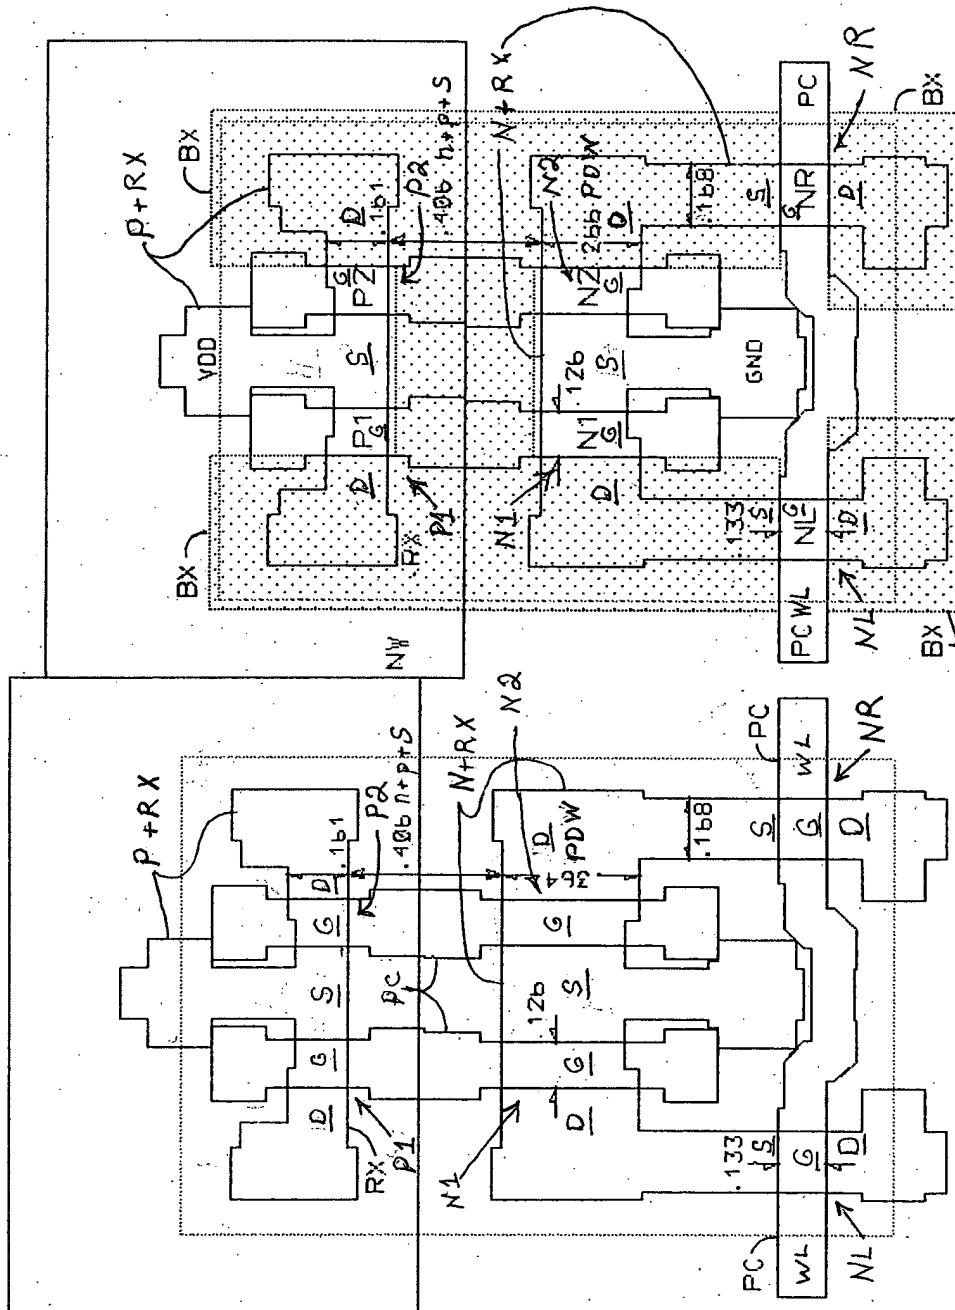 P+RX
BX
BX
VDD
D
.161
S
P1
G
G
P2
D
P2
.406 n+p+S
RX
P1
NW
N+RX
N1
N2
.126
D
N1
G
S
N2
G
.266 PDW
D
GND
.168
.133
S
S
PCWL
NL
G
G
NR
PC
D
D
NL
NR
BX
BX
P+RX
D
G
S
G
D
.161
P2
.406 n+p+S
RX
P1
PC
N+RX
N2
N1
.126
D
G
S
G
D
PDW
.364
.168
.133
S
S
PC
PC
WL
G
G
WL
D
D
NL
NR